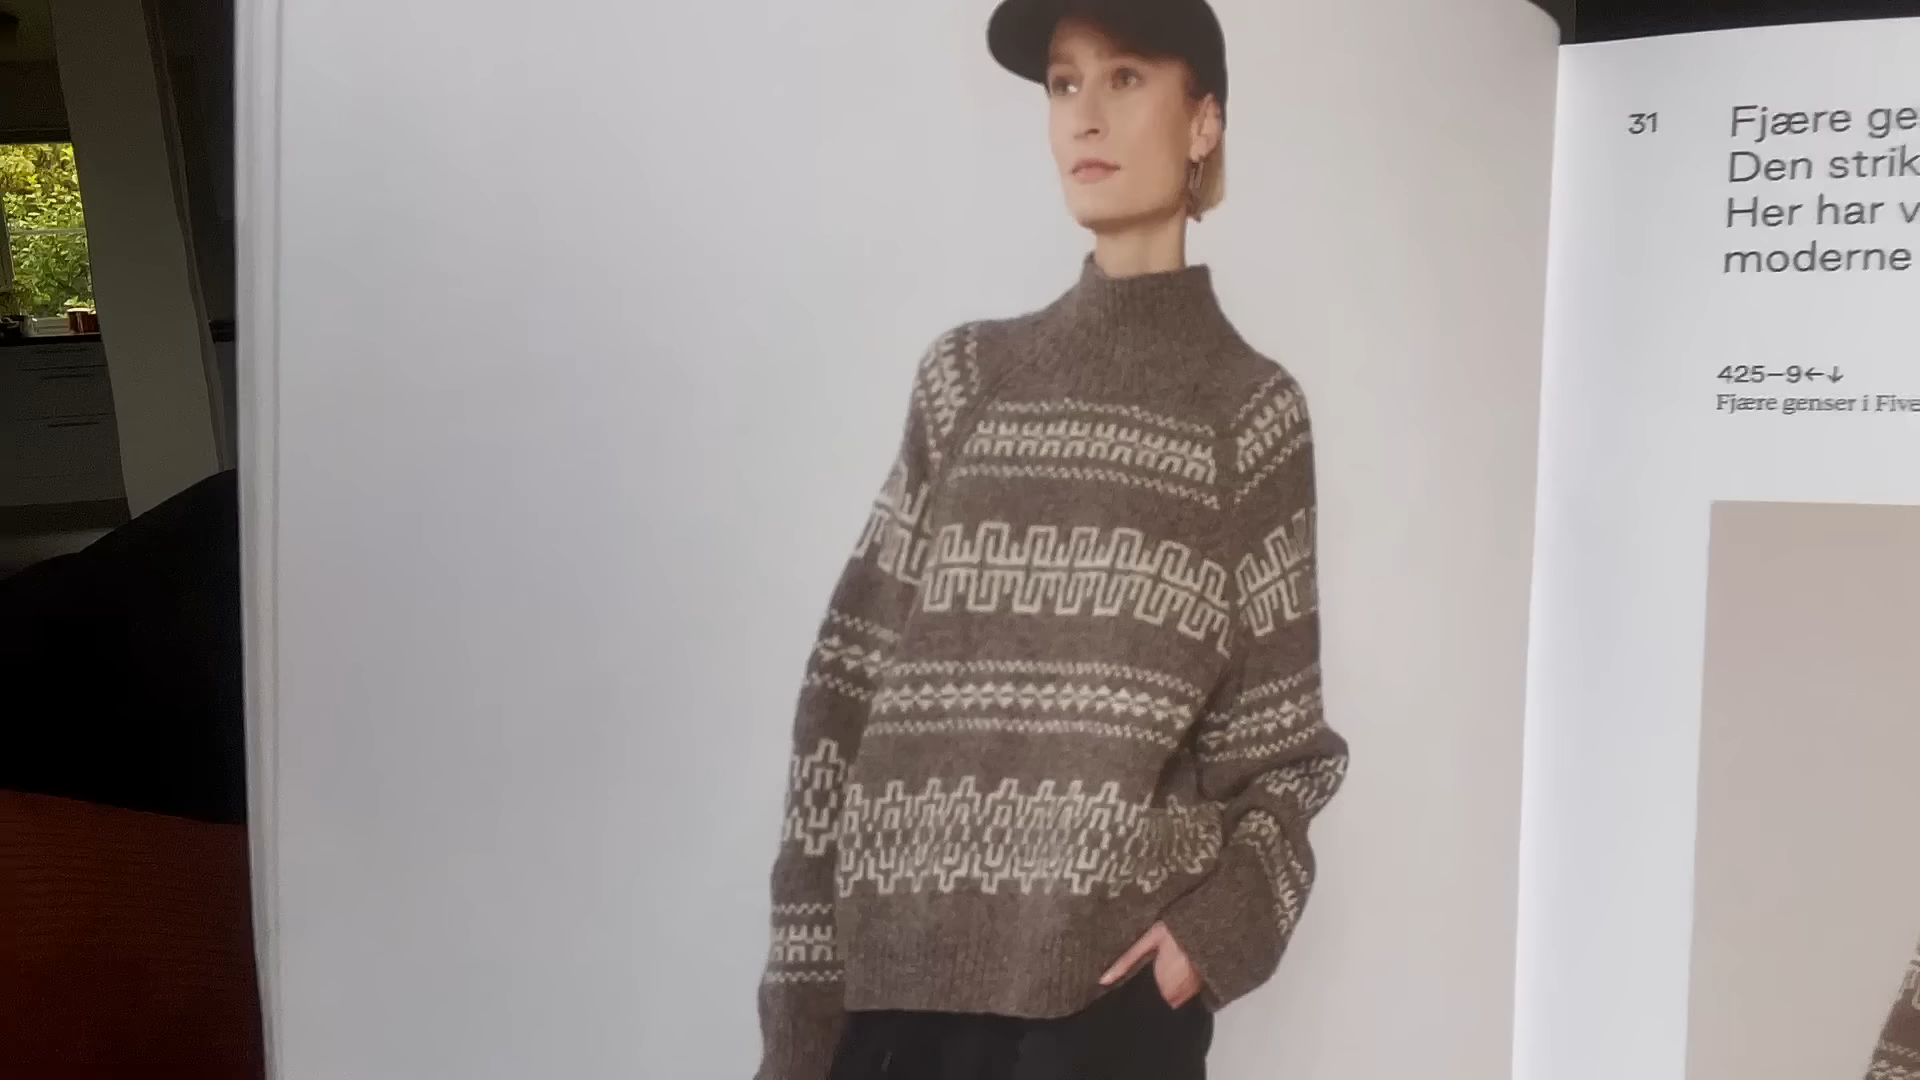 31
Fjære ge
Den strik
Her har v
moderne
425–9←↓
Fjære genser i Five